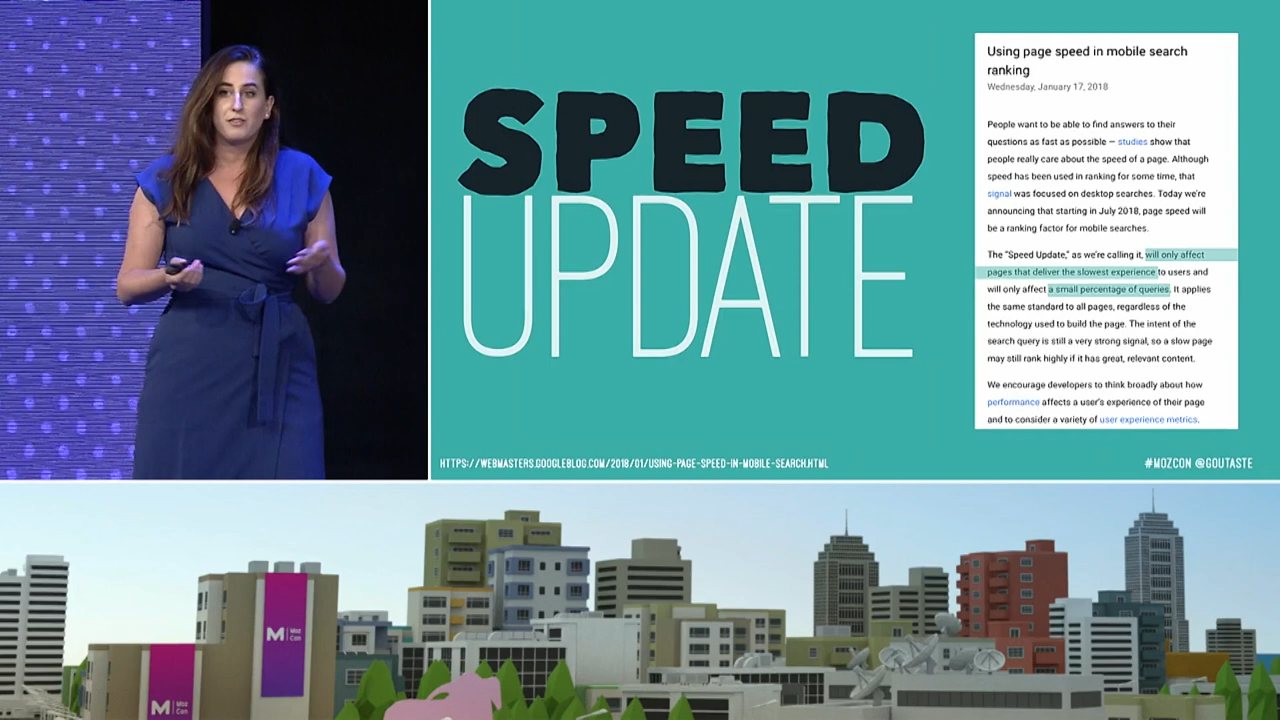 SPEED
UPDATE
Using page speed in mobile search
ranking
Wednesday, January 17, 2018
People want to be able to find answers to their
questions as fast as possible — studies show that
people really care about the speed of a page. Although
speed has been used in ranking for some time, that
signal was focused on desktop searches. Today we're
announcing that starting in July 2018, page speed will
be a ranking factor for mobile searches.
The "Speed Update," as we're calling it, will only affect
pages that deliver the slowest experience to users and
will only affect a small percentage of queries. It applies
the same standard to all pages, regardless of the
technology used to build the page. The intent of the
search query is still a very strong signal, so a slow page
may still rank highly if it has great, relevant content.
We encourage developers to think broadly about how
performance affects a user's experience of their page
and to consider a variety of user experience metrics.
HTTPS://WEBMASTERS.GOOGLEBLOG.COM/2018/01/USING-PAGE-SPEED-IN-MOBILE-SEARCH.HTML
#MOZCON @GOUTASTE
M Moz
Con
M Moz
Con